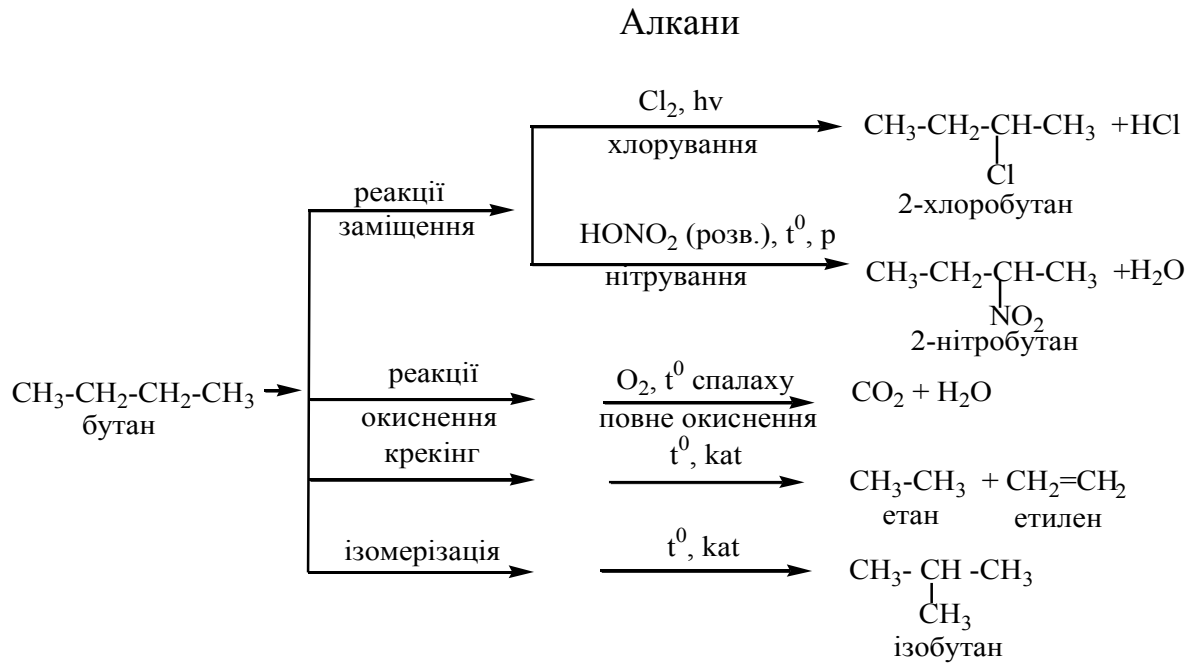 Алкани
Cl₂, hv
хлорування
CH₃-CH₂-CH-CH₃ +HCl
Cl
2-хлоробутан
реакції
заміщення
HONO₂ (розв.), t⁰, p
нітрування
CH₃-CH₂-CH-CH₃ +H₂O
NO₂
2-нітробутан
CH₃-CH₂-CH₂-CH₃
бутан
реакції
окиснення
O₂, t⁰ спалаху
повне окиснення
CO₂ + H₂O
крекінг
t⁰, kat
CH₃-CH₃ + CH₂=CH₂
етан етилен
ізомерізація
t⁰, kat
CH₃- CH -CH₃
CH₃
ізобутан